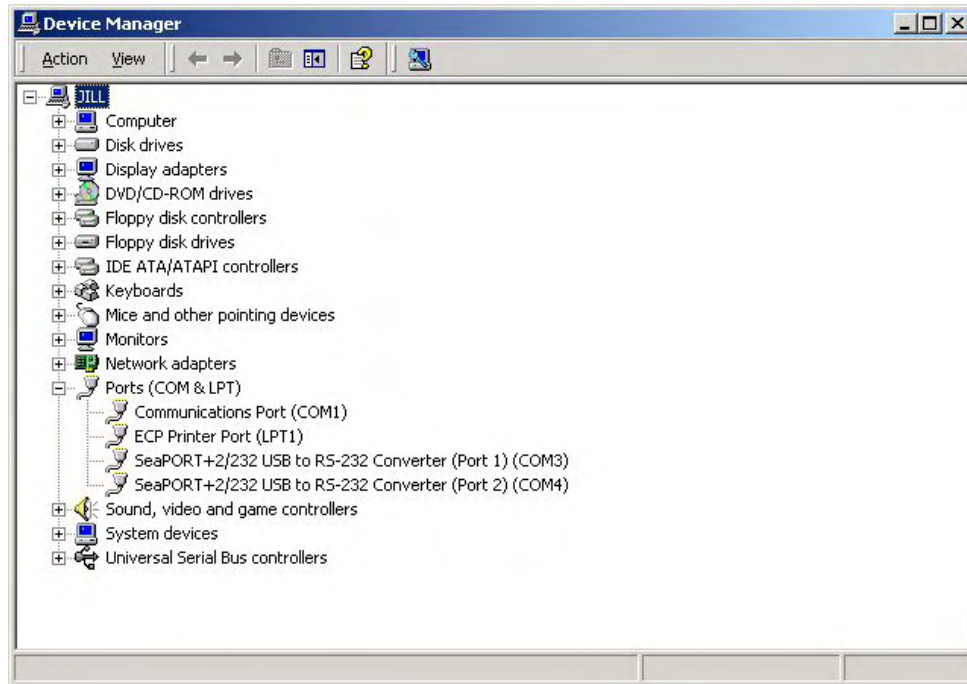 Device Manager
Action View
JILL
Computer
Disk drives
Display adapters
DVD/CD-ROM drives
Floppy disk controllers
Floppy disk drives
IDE ATA/ATAPI controllers
Keyboards
Mice and other pointing devices
Monitors
Network adapters
Ports (COM & LPT)
Communications Port (COM1)
ECP Printer Port (LPT1)
SeaPORT+2/232 USB to RS-232 Converter (Port 1) (COM3)
SeaPORT+2/232 USB to RS-232 Converter (Port 2) (COM4)
Sound, video and game controllers
System devices
Universal Serial Bus controllers